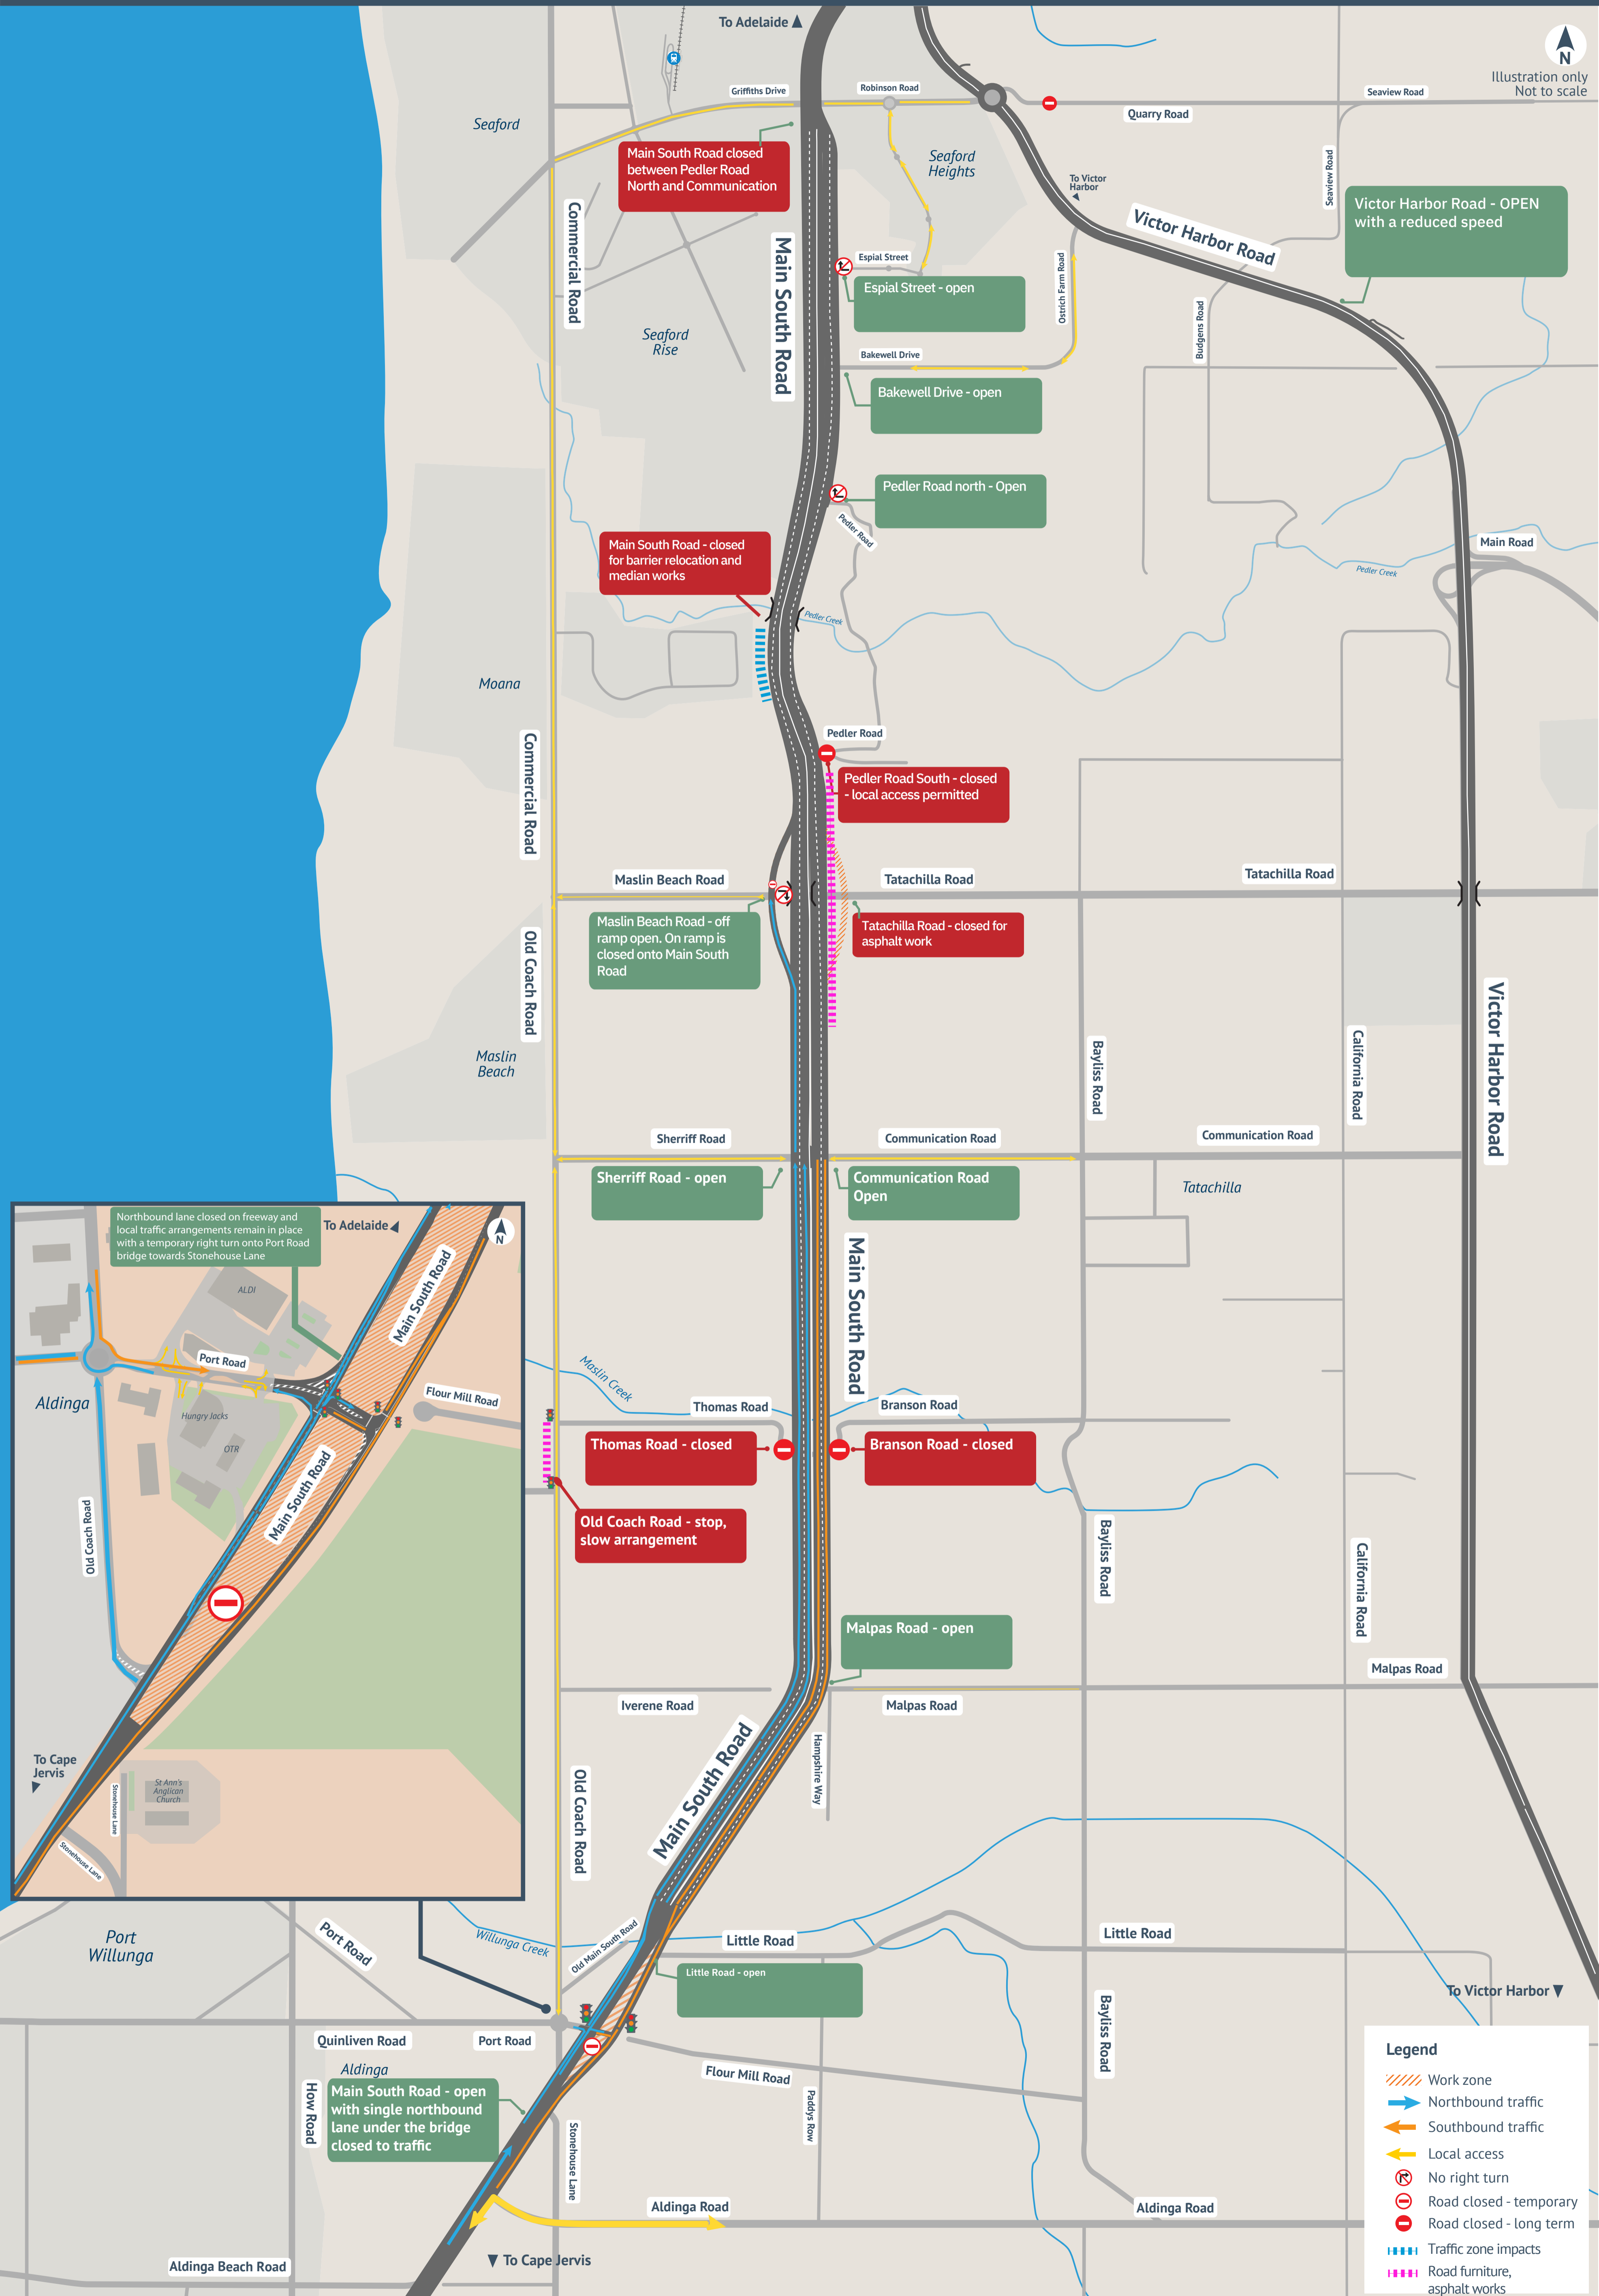 To Adelaide
N
Illustration only
Not to scale
Griffiths Drive
Robinson Road
Seaview Road
Quarry Road
Seaford
Main South Road closed
between Pedler Road
North and Communication
Seaford
Heights
Seaview Road
To Victor
Harbor
Victor Harbor Road - OPEN
with a reduced speed
Commercial Road
Main South Road
Victor Harbor Road
Espial Street
Espial Street - open
Ostrich Farm Road
Budgens Road
Seaford
Rise
Bakewell Drive
Bakewell Drive - open
Pedler Road north - Open
Pedler Road
Main South Road - closed
for barrier relocation and
median works
Main Road
Pedler Creek
Pedler Creek
Moana
Pedler Road
Commercial Road
Pedler Road South - closed
- local access permitted
Maslin Beach Road
Tatachilla Road
Tatachilla Road
Maslin Beach Road - off
ramp open. On ramp is
closed onto Main South
Road
Tatachilla Road - closed for
asphalt work
Old Coach Road
Victor Harbor Road
Maslin
Beach
Bayliss Road
California Road
Sherriff Road
Communication Road
Communication Road
Sherriff Road - open
Communication Road
Open
Tatachilla
Northbound lane closed on freeway and
local traffic arrangements remain in place
with a temporary right turn onto Port Road
bridge towards Stonehouse Lane
To Adelaide
N
Main South Road
ALDI
Port Road
Aldinga
Flour Mill Road
Hungry Jacks
OTR
Main South Road
Old Coach Road
To Cape
Jervis
St Ann's
Anglican
Church
Stonehouse Lane
Stonehouse Lane
Main South Road
Maslin Creek
Thomas Road
Branson Road
Thomas Road - closed
Branson Road - closed
Old Coach Road - stop,
slow arrangement
Bayliss Road
California Road
Malpas Road - open
Malpas Road
Iverene Road
Malpas Road
Main South Road
Hampshire Way
Old Coach Road
Port
Willunga
Port Road
Willunga Creek
Old Main South Road
Little Road
Little Road
Little Road - open
To Victor Harbor
Bayliss Road
Quinliven Road
Port Road
Aldinga
Flour Mill Road
How Road
Main South Road - open
with single northbound
lane under the bridge
closed to traffic
Paddys Row
Stonehouse Lane
Aldinga Road
Aldinga Road
To Cape Jervis
Aldinga Beach Road
Legend
Work zone
Northbound traffic
Southbound traffic
Local access
No right turn
Road closed - temporary
Road closed - long term
Traffic zone impacts
Road furniture,
asphalt works